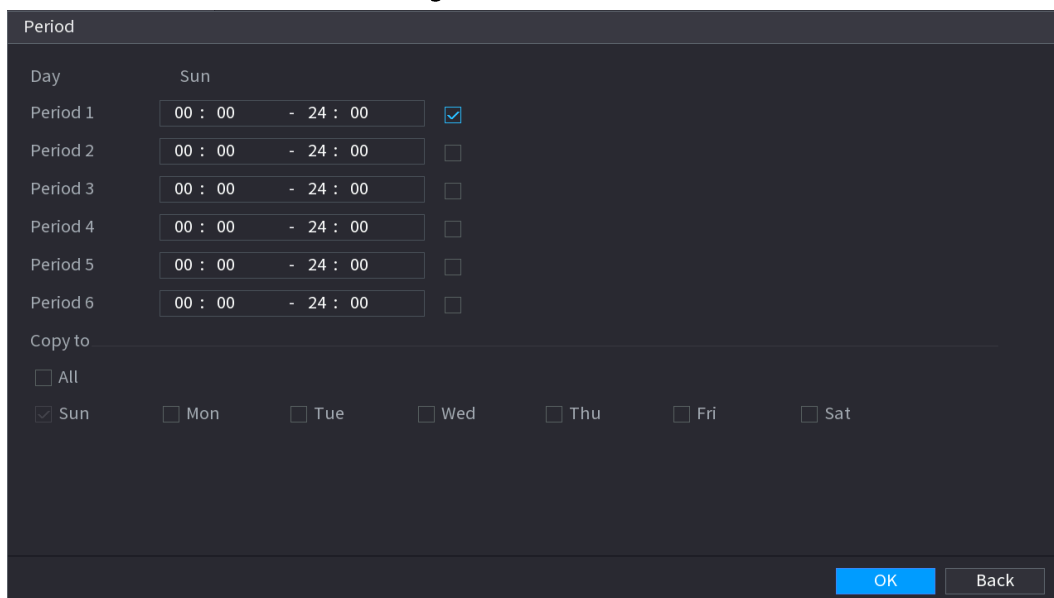 Period
Day Sun
Period 1 00 : 00 - 24 : 00
Period 2 00 : 00 - 24 : 00
Period 3 00 : 00 - 24 : 00
Period 4 00 : 00 - 24 : 00
Period 5 00 : 00 - 24 : 00
Period 6 00 : 00 - 24 : 00
Copy to
All
Sun Mon Tue Wed Thu Fri Sat
OK Back